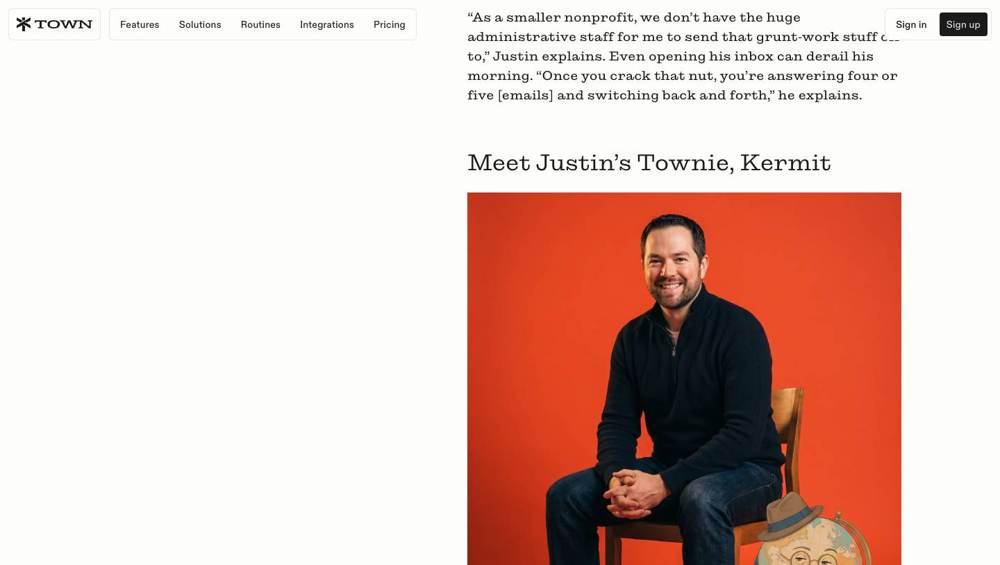 TOWN
Features
Solutions
Routines
Integrations
Pricing
Sign in
Sign up
“As a smaller nonprofit, we don’t have the huge
administrative staff for me to send that grunt-work stuff
to,” Justin explains. Even opening his inbox can derail his
morning. “Once you crack that nut, you’re answering four or
five [emails] and switching back and forth,” he explains.
Meet Justin’s Townie, Kermit